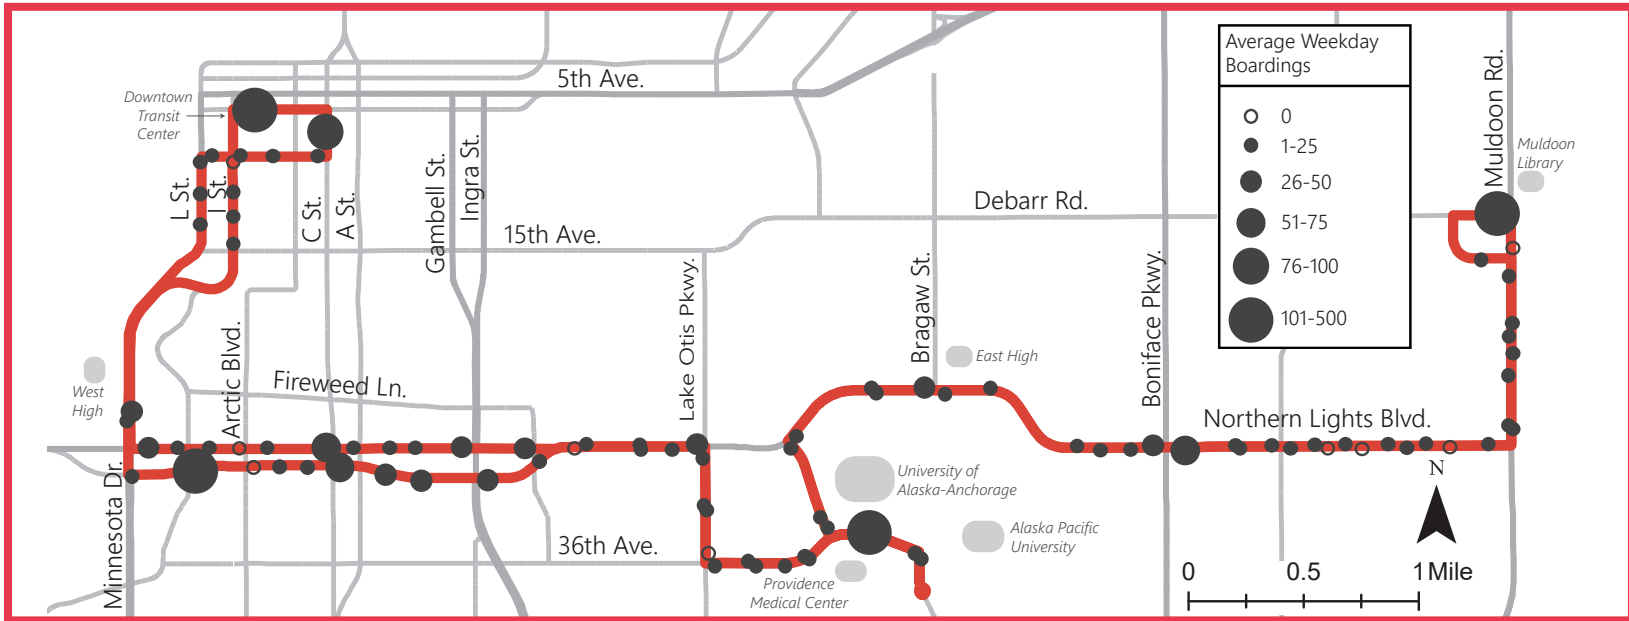 5th Ave.
Downtown
Transit
Center
L St.
I St.
C St.
A St.
Gambell St.
Ingra St.
15th Ave.
Debarr Rd.
Lake Otis Pkwy.
Bragaw St.
Boniface Pkwy.
Muldoon Rd.
Muldoon
Library
Average Weekday
Boardings
0
1-25
26-50
51-75
76-100
101-500
West
High
Arctic Blvd.
Fireweed Ln.
East High
Northern Lights Blvd.
Minnesota Dr.
36th Ave.
University of
Alaska-Anchorage
Alaska Pacific
University
Providence
Medical Center
N
0 0.5 1 Mile